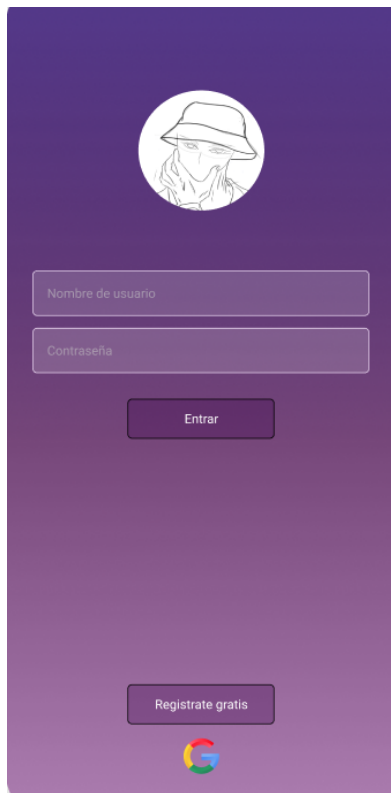 Nombre de usuario
Contraseña
Entrar
Registrate gratis